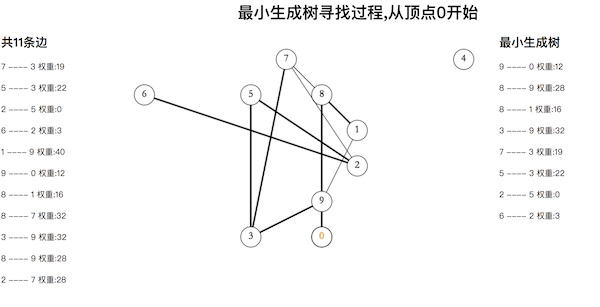 最小生成树寻找过程,从顶点0开始
共11条边
7 ---- 3 权重:19
5 ---- 3 权重:22
2 ---- 5 权重:0
6 ---- 2 权重:3
1 ---- 9 权重:40
9 ---- 0 权重:12
8 ---- 1 权重:16
8 ---- 7 权重:32
3 ---- 9 权重:32
8 ---- 9 权重:28
2 ---- 7 权重:28
7
4
6
5
8
1
2
9
3
0
最小生成树
9 ---- 0 权重:12
8 ---- 9 权重:28
8 ---- 1 权重:16
3 ---- 9 权重:32
7 ---- 3 权重:19
5 ---- 3 权重:22
2 ---- 5 权重:0
6 ---- 2 权重:3